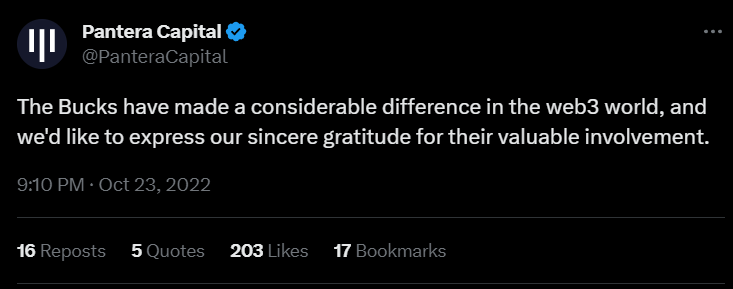 Pantera Capital
@PanteraCapital
The Bucks have made a considerable difference in the web3 world, and
we'd like to express our sincere gratitude for their valuable involvement.
9:10 PM · Oct 23, 2022
16 Reposts 5 Quotes 203 Likes 17 Bookmarks